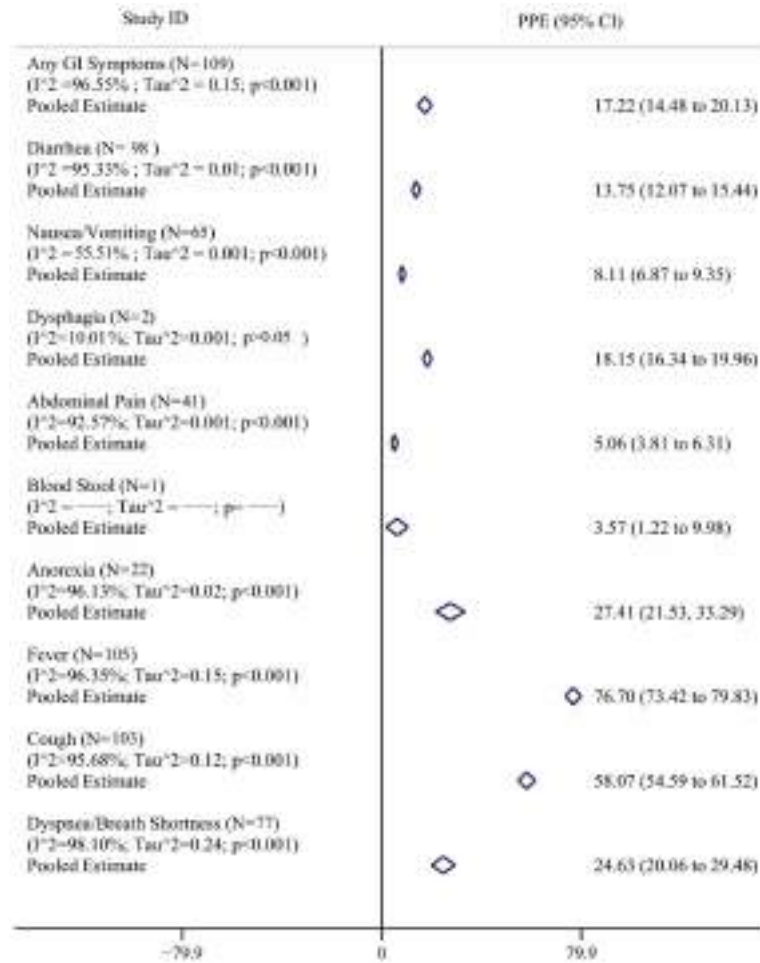 Study ID PPE (95% CI)
Any GI Symptoms (N=109)
(I^2 =96.55% ; Tau^2 = 0.15; p<0.001)
Pooled Estimate 17.22 (14.48 to 20.13)
Diarrhea (N= 98 )
(I^2 =95.33% ; Tau^2 = 0.01; p<0.001)
Pooled Estimate 13.75 (12.07 to 15.44)
Nausea/Vomiting (N=65)
(I^2 = 55.51% ; Tau^2 = 0.001; p<0.001)
Pooled Estimate 8.11 (6.87 to 9.35)
Dysphagia (N=2)
(I^2=10.01%; Tau^2=0.001; p>0.05 )
Pooled Estimate 18.15 (16.34 to 19.96)
Abdominal Pain (N=41)
(I^2=92.57%; Tau^2=0.001; p<0.001)
Pooled Estimate 5.06 (3.81 to 6.31)
Blood Stool (N=1)
(I^2 = -----; Tau^2 = -----; p= -----)
Pooled Estimate 3.57 (1.22 to 9.98)
Anorexia (N=22)
(I^2=96.13%; Tau^2=0.02; p<0.001)
Pooled Estimate 27.41 (21.53, 33.29)
Fever (N=105)
(I^2=96.35%; Tau^2=0.15; p<0.001)
Pooled Estimate 76.70 (73.42 to 79.83)
Cough (N=103)
(I^2=95.68%; Tau^2=0.12; p<0.001)
Pooled Estimate 58.07 (54.59 to 61.52)
Dyspnea/Breath Shortness (N=77)
(I^2=98.10%; Tau^2=0.24; p<0.001)
Pooled Estimate 24.63 (20.06 to 29.48)
-79.9 0 79.9